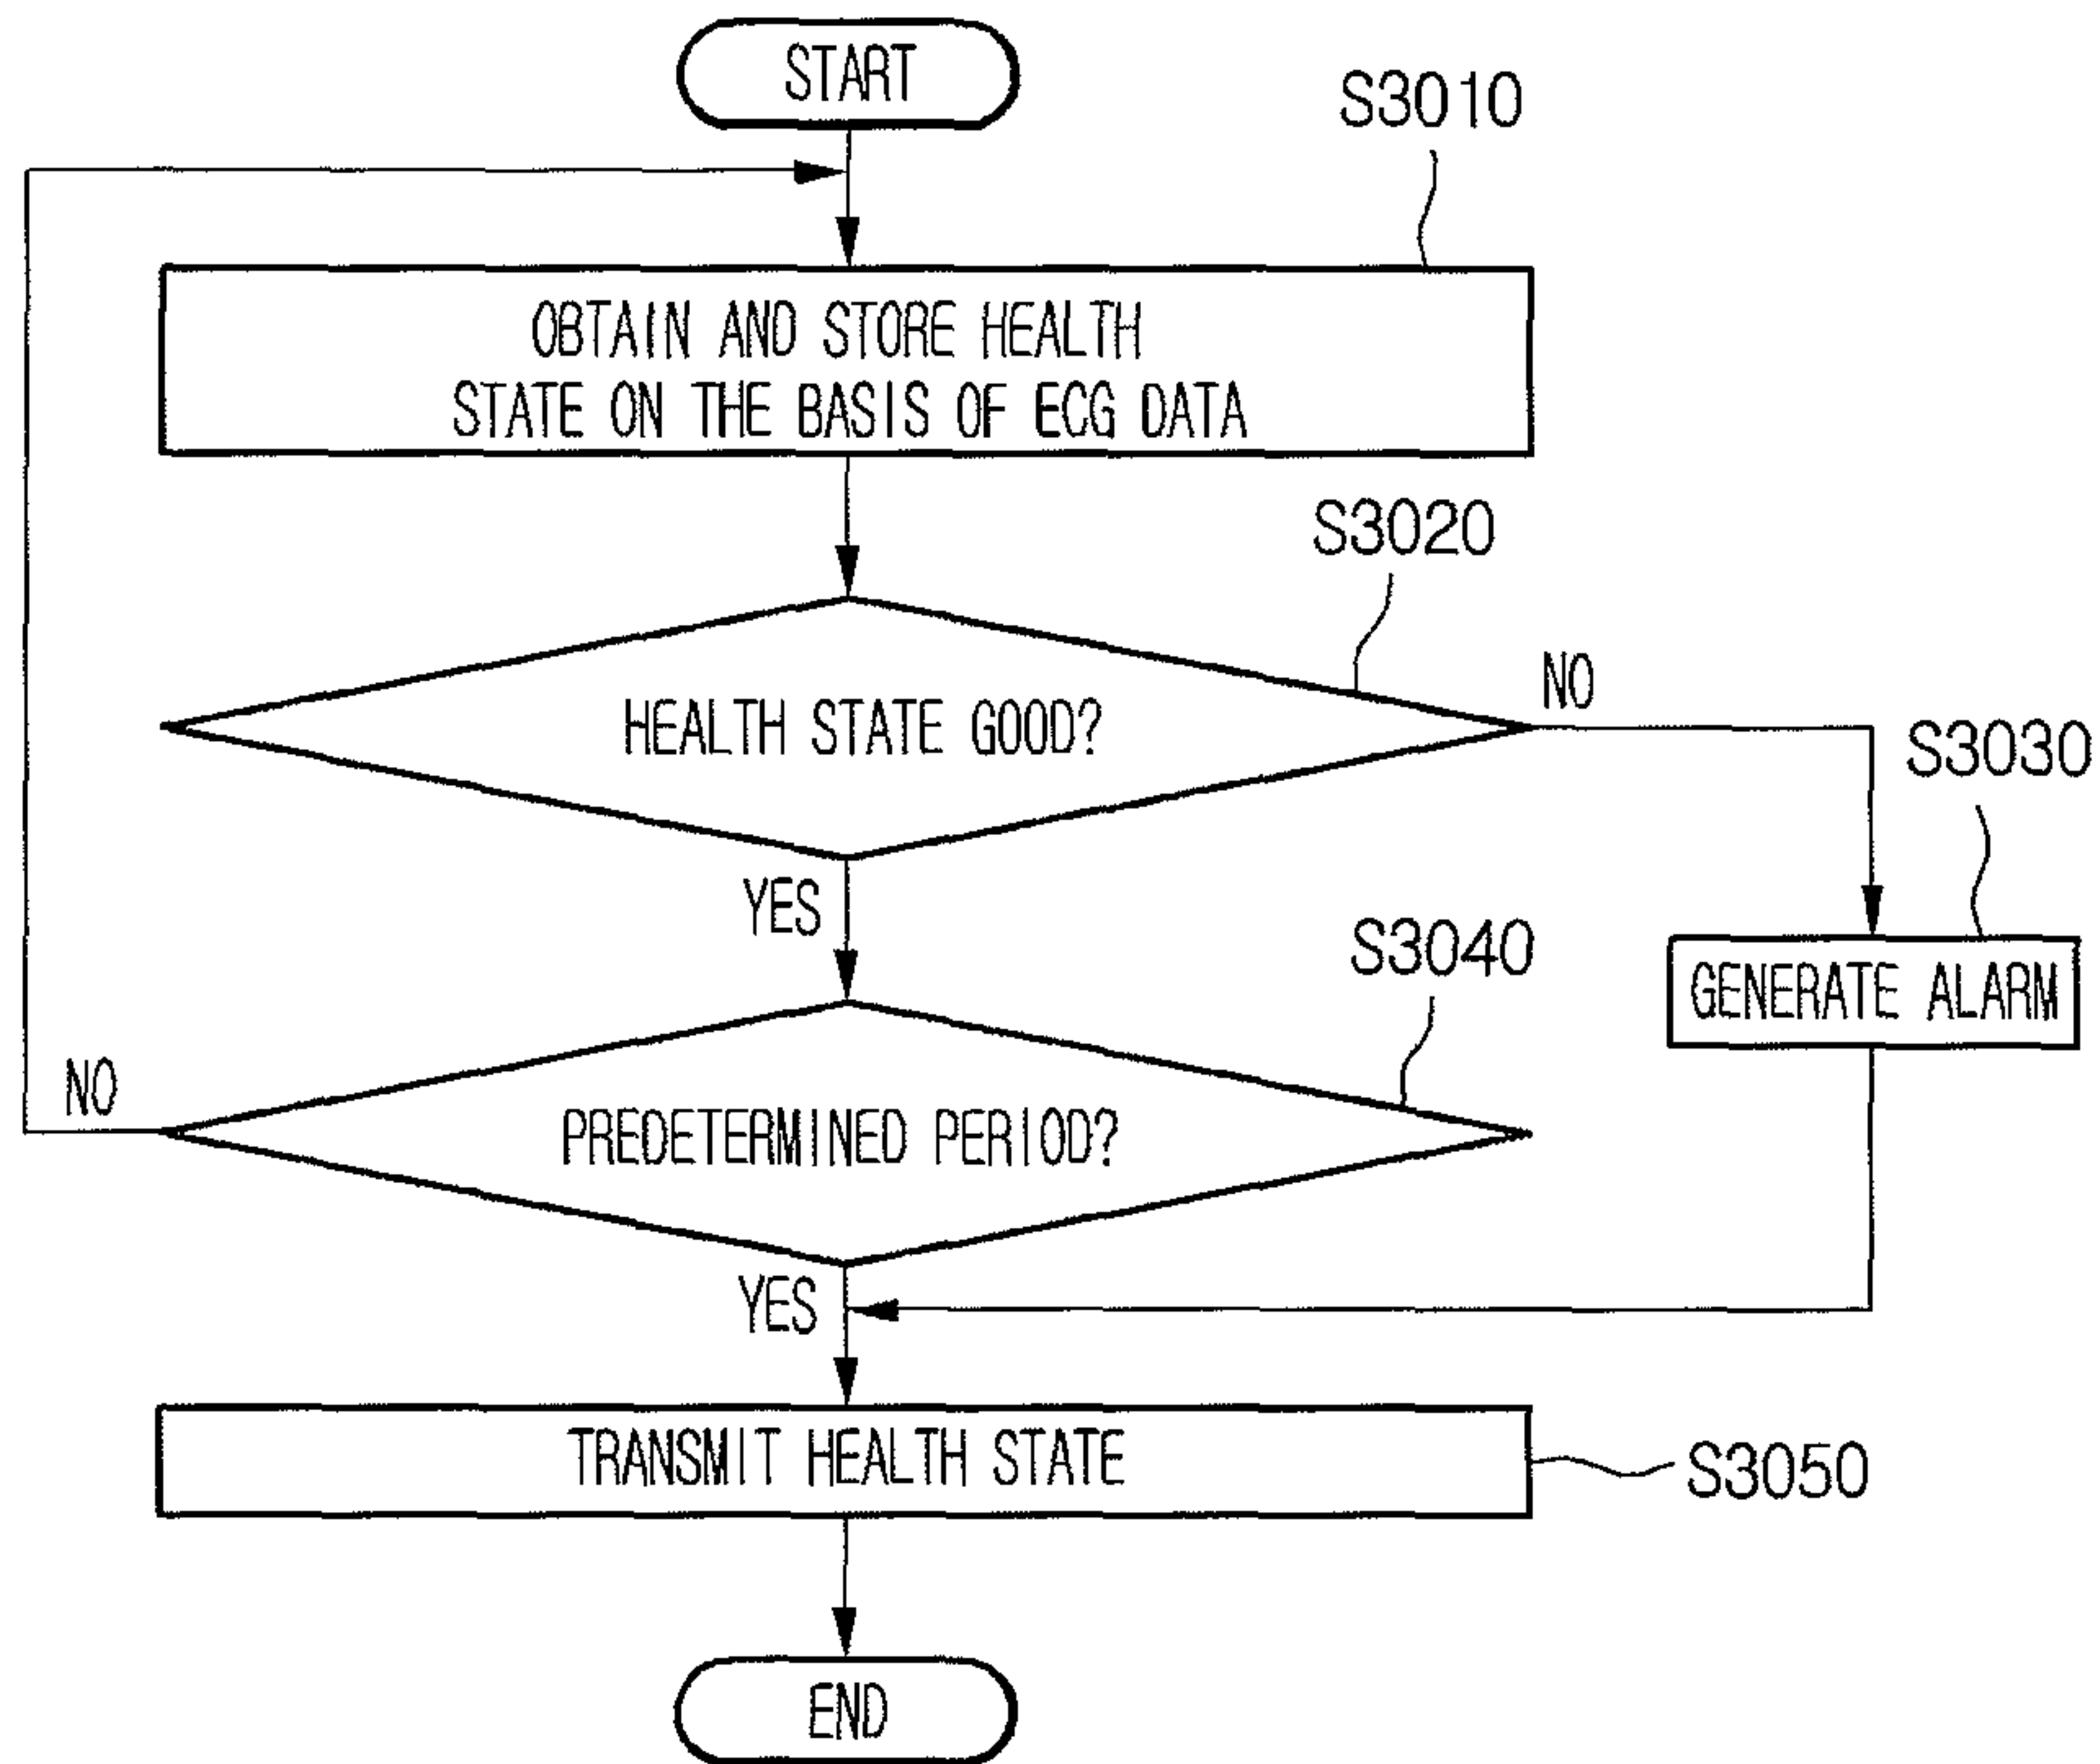 START
S3010
OBTAIN AND STORE HEALTH
STATE ON THE BASIS OF ECG DATA
S3020
HEALTH STATE GOOD?
NO
S3030
YES
S3040
GENERATE ALARM
NO
PREDETERMINED PERIOD?
YES
TRANSMIT HEALTH STATE
S3050
END